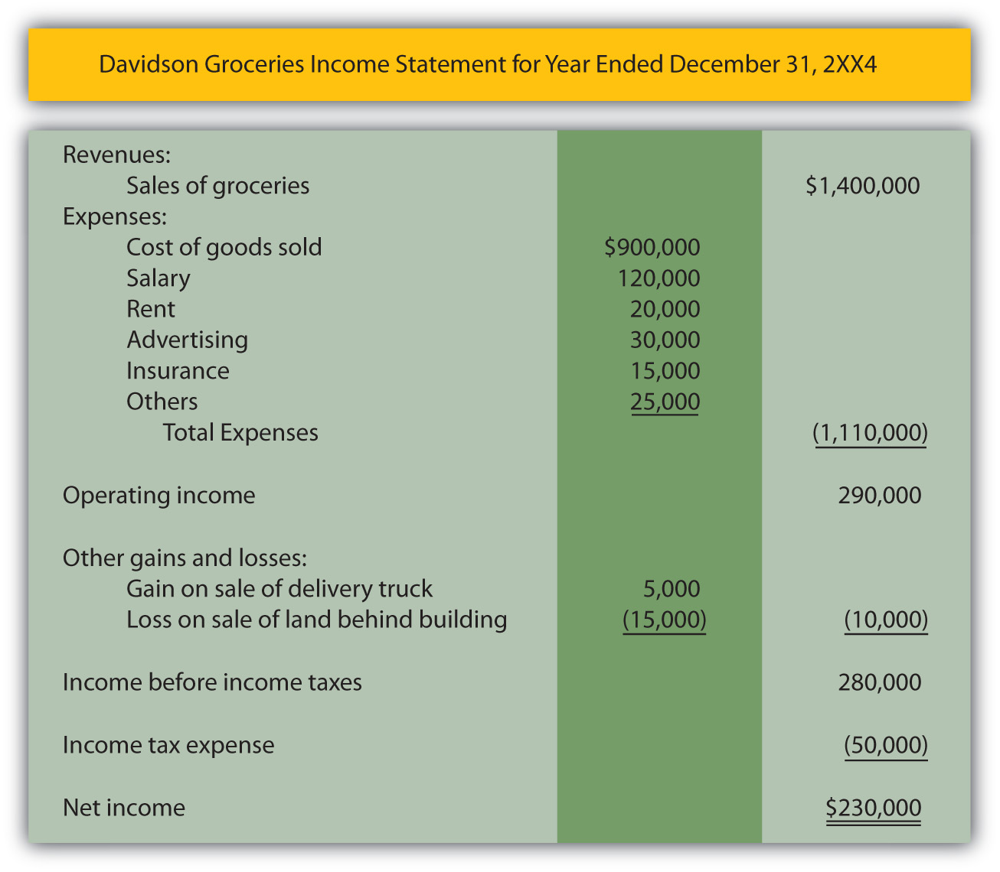 Davidson Groceries Income Statement for Year Ended December 31, 2XX4
Revenues:
Sales of groceries $1,400,000
Expenses:
Cost of goods sold $900,000
Salary 120,000
Rent 20,000
Advertising 30,000
Insurance 15,000
Others 25,000
Total Expenses (1,110,000)
Operating income 290,000
Other gains and losses:
Gain on sale of delivery truck 5,000
Loss on sale of land behind building (15,000) (10,000)
Income before income taxes 280,000
Income tax expense (50,000)
Net income $230,000